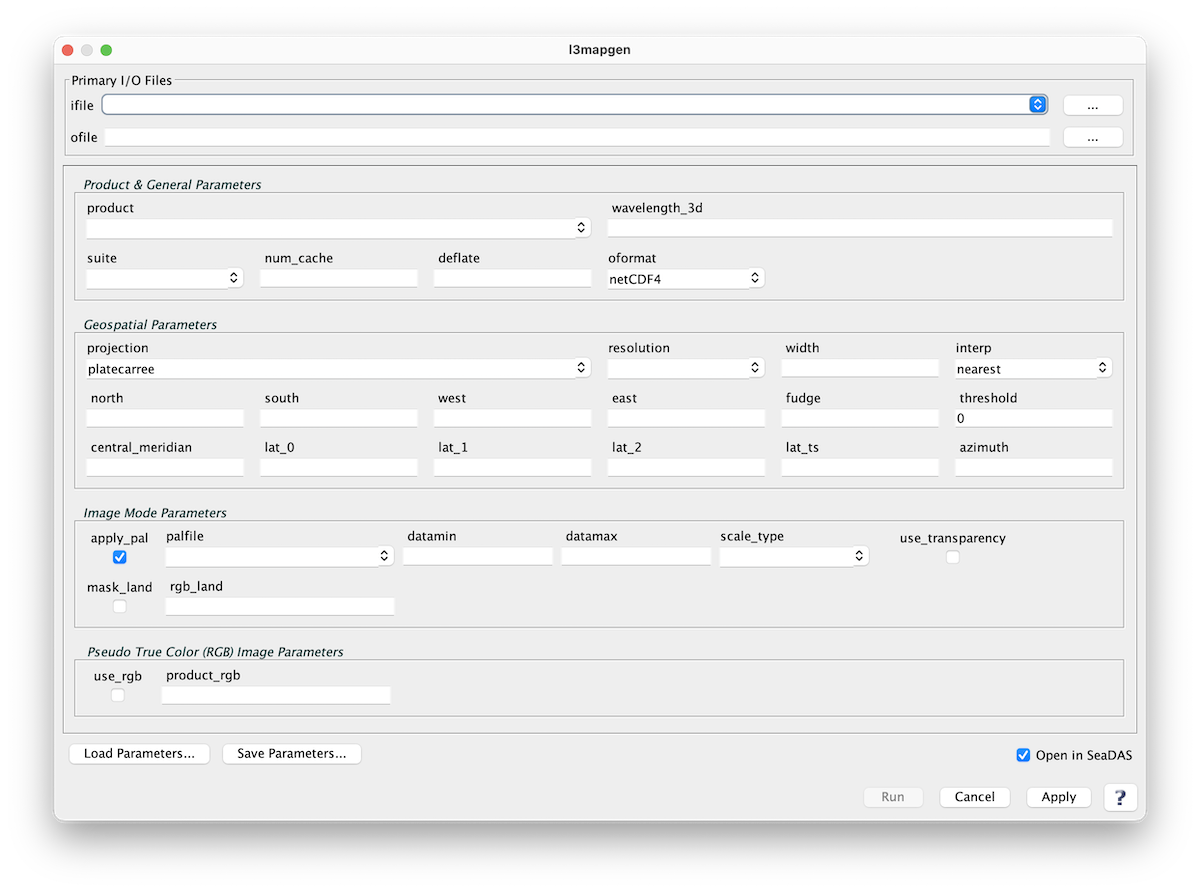 l3mapgen
Primary I/O Files
ifile ...
ofile ...
Product & General Parameters
product wavelength_3d
suite num_cache deflate oformat
netCDF4
Geospatial Parameters
projection resolution width interp
platecarree nearest
north south west east fudge threshold
0
central_meridian lat_0 lat_1 lat_2 lat_ts azimuth
Image Mode Parameters
apply_pal palfile datamin datamax scale_type use_transparency
mask_land rgb_land
Pseudo True Color (RGB) Image Parameters
use_rgb product_rgb
Load Parameters... Save Parameters... Open in SeaDAS
Run Cancel Apply ?